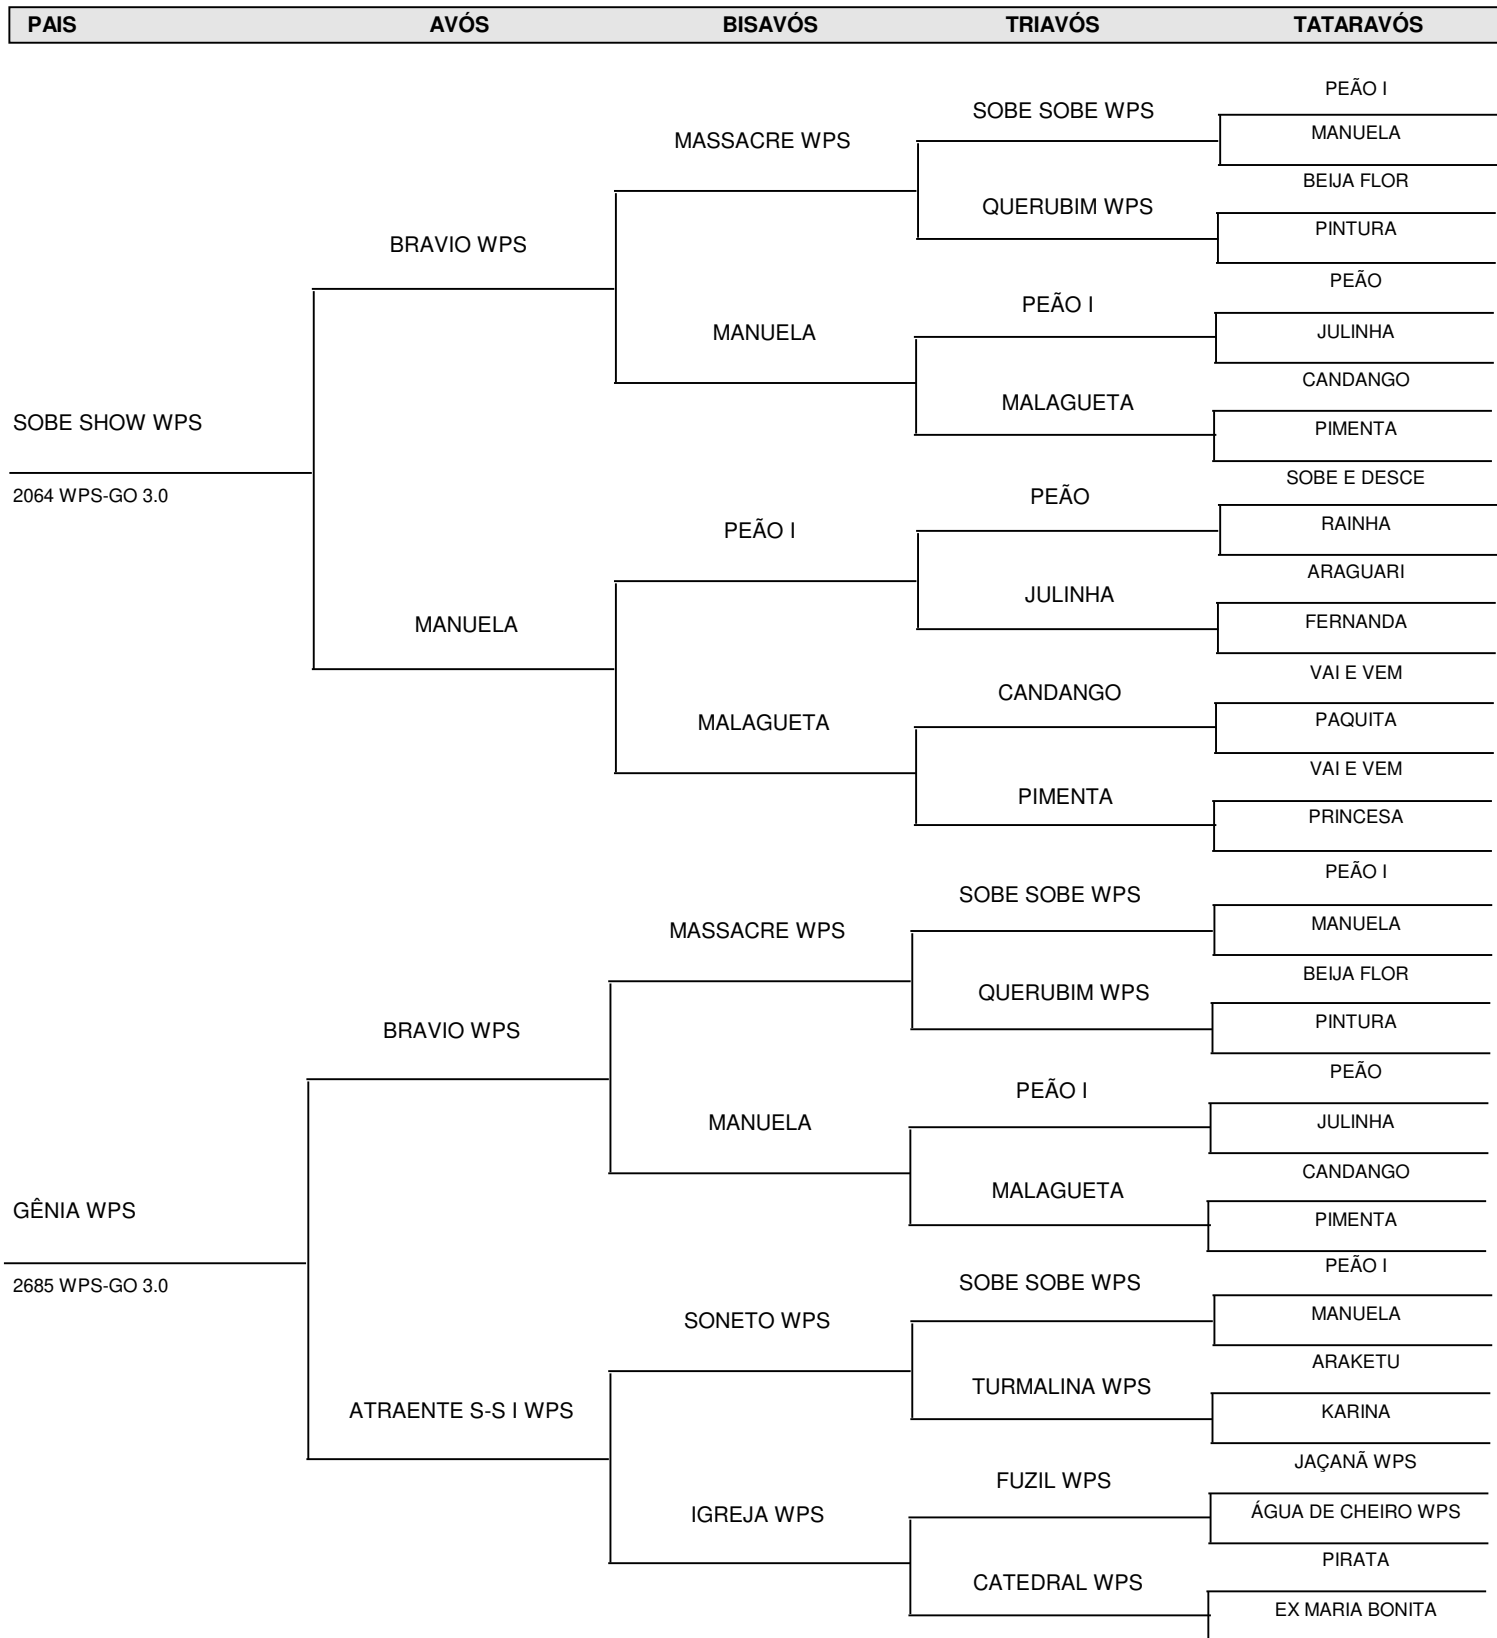 PAIS AVÓS BISAVÓS TRIAVÓS TATARAVÓS
PEÃO I
SOBE SOBE WPS
MANUELA
MASSACRE WPS
BEIJA FLOR
QUERUBIM WPS
PINTURA
BRAVIO WPS
PEÃO
PEÃO I
JULINHA
MANUELA
CANDANGO
MALAGUETA
SOBE SHOW WPS
PIMENTA
SOBE E DESCE
2064 WPS-GO 3.0
PEÃO
RAINHA
PEÃO I
ARAGUARI
JULINHA
FERNANDA
MANUELA
VAI E VEM
CANDANGO
PAQUITA
MALAGUETA
VAI E VEM
PIMENTA
PRINCESA
PEÃO I
SOBE SOBE WPS
MANUELA
MASSACRE WPS
BEIJA FLOR
QUERUBIM WPS
PINTURA
BRAVIO WPS
PEÃO
PEÃO I
JULINHA
MANUELA
CANDANGO
MALAGUETA
GÊNIA WPS
PIMENTA
PEÃO I
2685 WPS-GO 3.0
SOBE SOBE WPS
MANUELA
SONETO WPS
ARAKETU
TURMALINA WPS
ATRAENTE S-S I WPS
KARINA
JAÇANÃ WPS
FUZIL WPS
ÁGUA DE CHEIRO WPS
IGREJA WPS
PIRATA
CATEDRAL WPS
EX MARIA BONITA